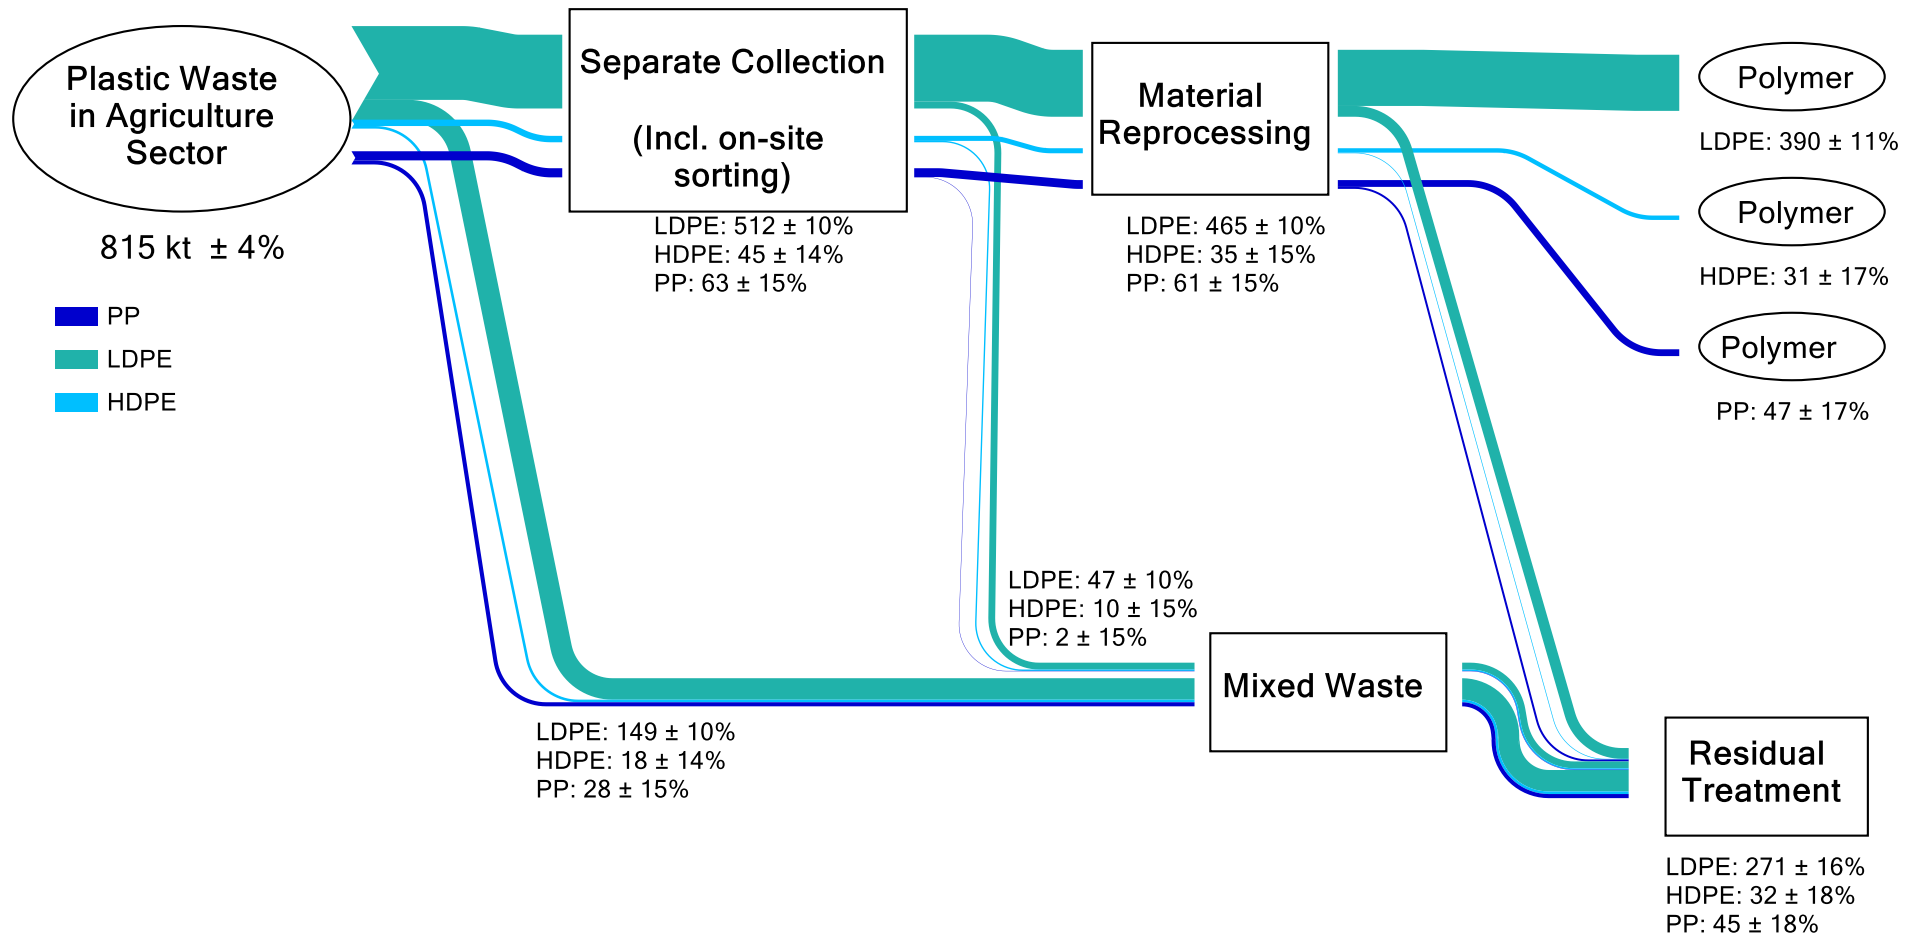 Plastic Waste
in Agriculture
Sector
815 kt ± 4%
PP
LDPE
HDPE
Separate Collection
(Incl. on-site
sorting)
LDPE: 512 ± 10%
HDPE: 45 ± 14%
PP: 63 ± 15%
Material
Reprocessing
LDPE: 465 ± 10%
HDPE: 35 ± 15%
PP: 61 ± 15%
Polymer
LDPE: 390 ± 11%
Polymer
HDPE: 31 ± 17%
Polymer
PP: 47 ± 17%
LDPE: 47 ± 10%
HDPE: 10 ± 15%
PP: 2 ± 15%
Mixed Waste
LDPE: 149 ± 10%
HDPE: 18 ± 14%
PP: 28 ± 15%
Residual
Treatment
LDPE: 271 ± 16%
HDPE: 32 ± 18%
PP: 45 ± 18%